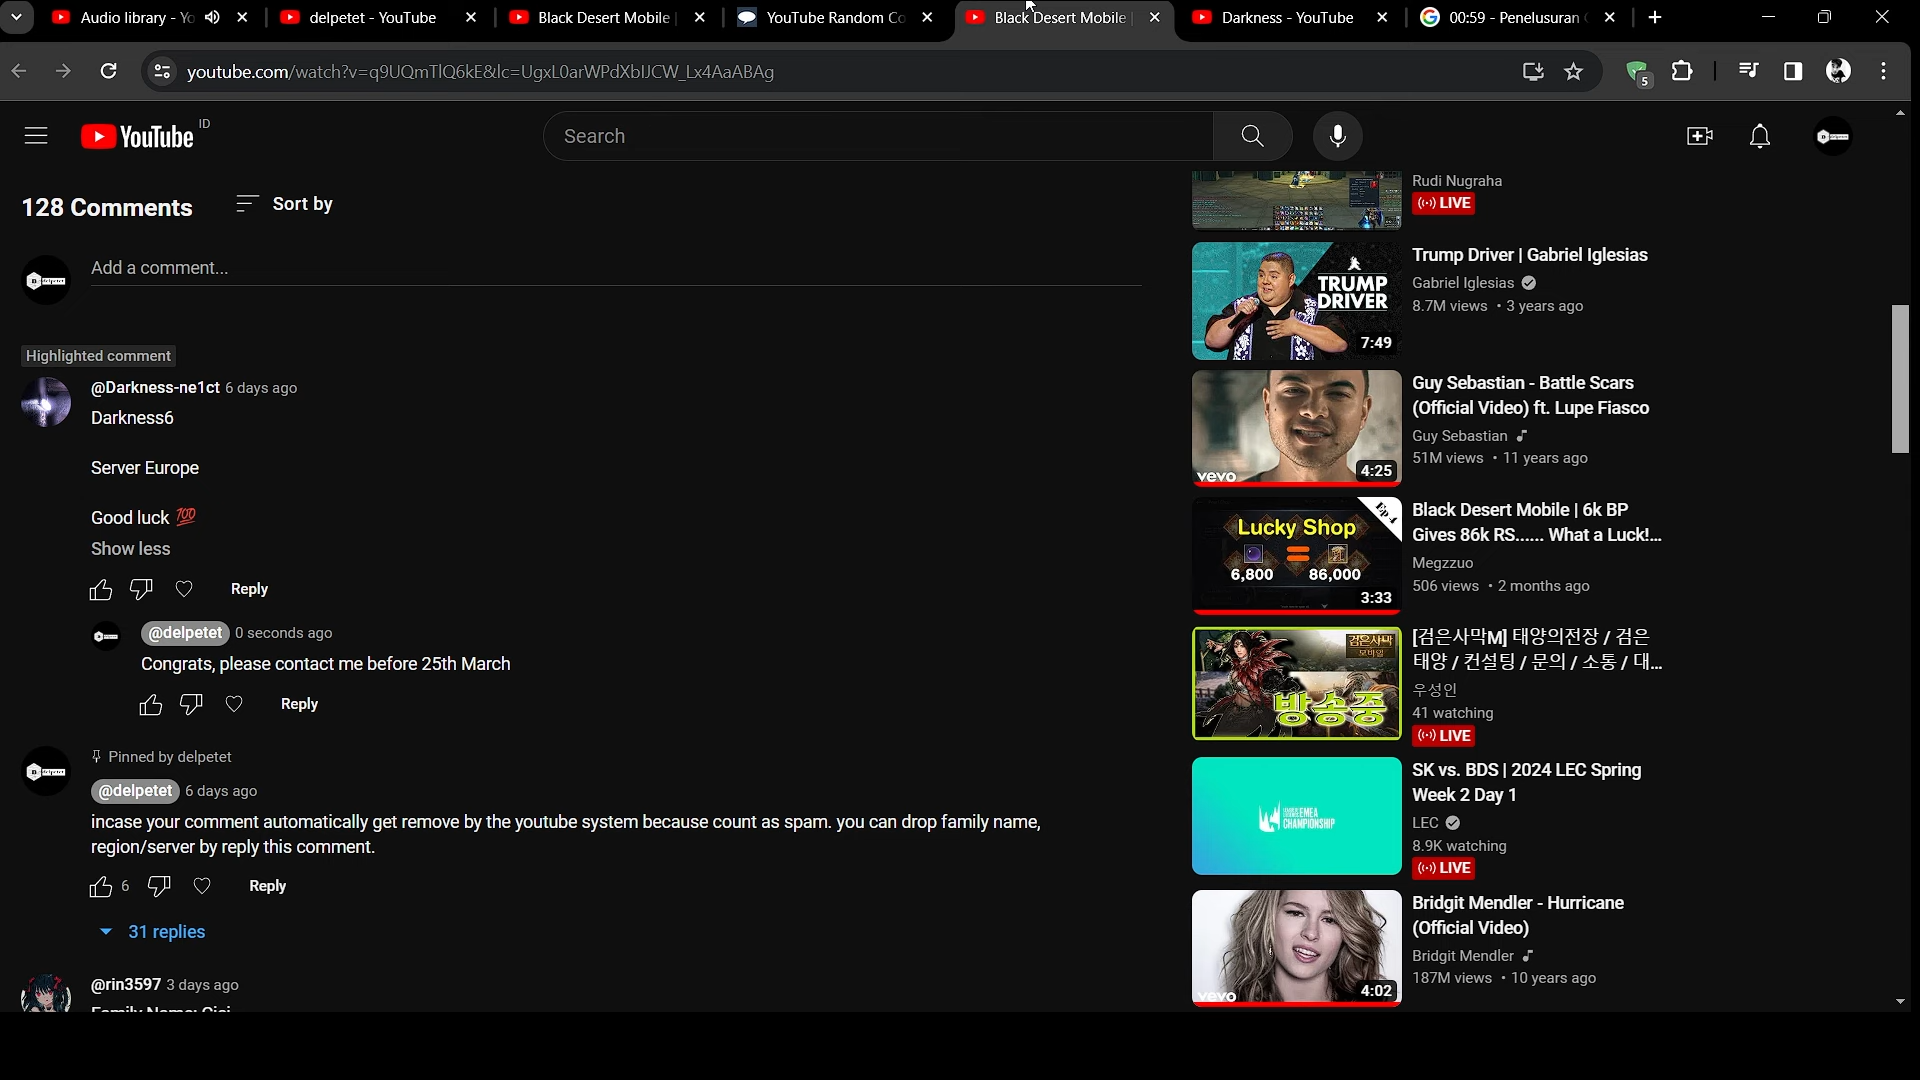 Audio library - Yo
delpetet - YouTube
Black Desert Mobile
YouTube Random Co
Black Desert Mobile
Darkness - YouTube
00:59 - Penelusuran
youtube.com/watch?v=q9UQmTlQ6kE&lc=UgxL0arWPdXbIJCW_Lx4AaABAg
5
YouTube ID
Search
128 Comments
Sort by
Add a comment...
Highlighted comment
@Darkness-ne1ct 6 days ago
Darkness6
Server Europe
Good luck 💯
Show less
Reply
@delpetet 0 seconds ago
Congrats, please contact me before 25th March
Reply
Pinned by delpetet
@delpetet 6 days ago
incase your comment automatically get remove by the youtube system because count as spam. you can drop family name,
region/server by reply this comment.
6
Reply
31 replies
@rin3597 3 days ago
Rudi Nugraha
LIVE
TRUMP
DRIVER
7:49
Trump Driver | Gabriel Iglesias
Gabriel Iglesias
8.7M views • 3 years ago
vevo
4:25
Guy Sebastian - Battle Scars
(Official Video) ft. Lupe Fiasco
Guy Sebastian
51M views • 11 years ago
Ep 4
Lucky Shop
6,800 = 86,000
3:33
Black Desert Mobile | 6k BP
Gives 86k RS...... What a Luck!...
Megzzuo
506 views • 2 months ago
검은사막
모바일
방송중
[검은사막M] 태양의전장 / 검은
태양 / 컨설팅 / 문의 / 소통 / 대...
우성인
41 watching
LIVE
CHAMPIONSHIP
SK vs. BDS | 2024 LEC Spring
Week 2 Day 1
LEC
8.9K watching
LIVE
vevo
4:02
Bridgit Mendler - Hurricane
(Official Video)
Bridgit Mendler
187M views • 10 years ago